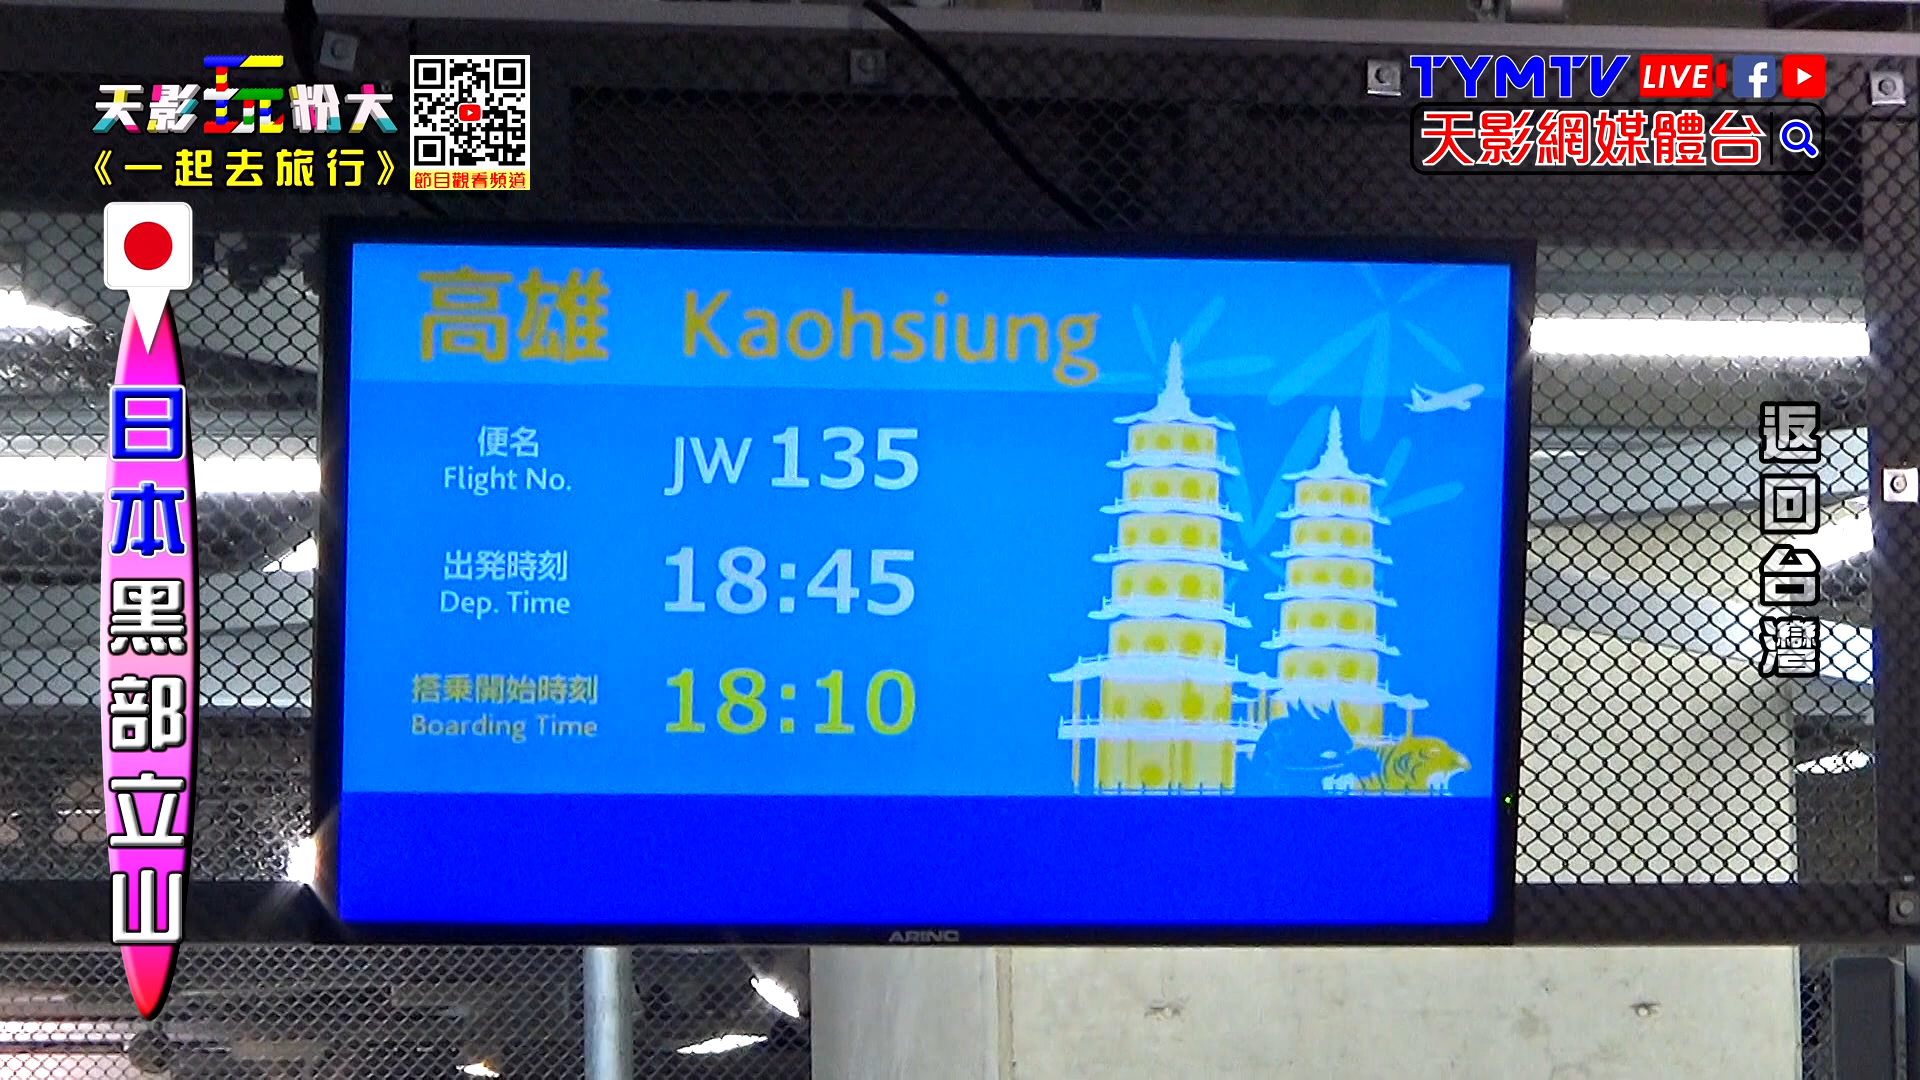 天影玩粉大
《一起去旅行》
節目觀看頻道
TYMTV LIVE
天影網媒體台
日本黑部立山
返回台灣
高雄 Kaohsiung
便名
Flight No.
JW 135
出発時刻
Dep. Time
18:45
搭乗開始時刻
Boarding Time
18:10
ARINC